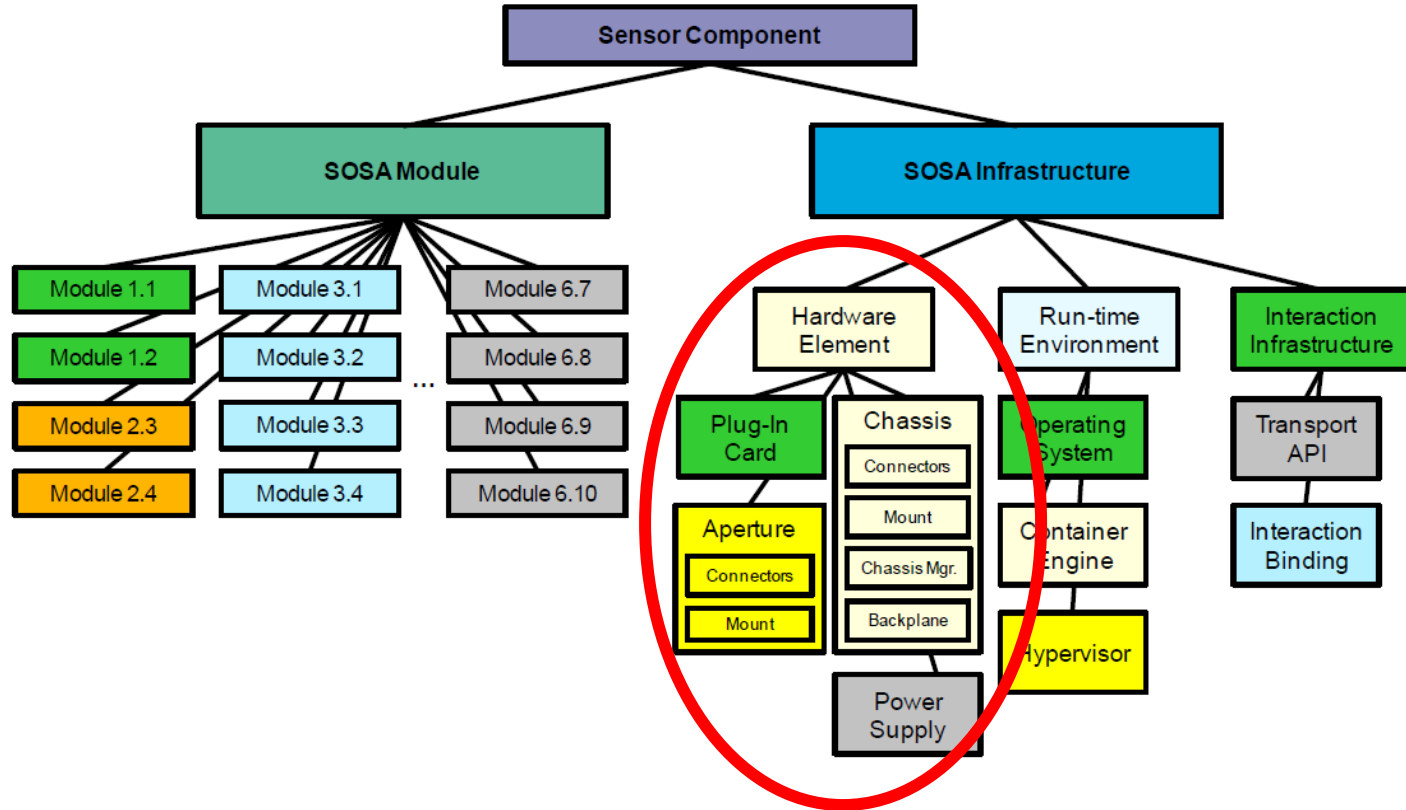 Sensor Component
SOSA Module
SOSA Infrastructure
Module 1.1
Module 3.1
Module 6.7
Module 1.2
Module 3.2
Module 6.8
...
Module 2.3
Module 3.3
Module 6.9
Module 2.4
Module 3.4
Module 6.10
Hardware
Element
Plug-In
Card
Aperture
Connectors
Mount
Chassis
Connectors
Mount
Chassis Mgr.
Backplane
Power
Supply
Run-time
Environment
Operating
System
Container
Engine
Hypervisor
Interaction
Infrastructure
Transport
API
Interaction
Binding